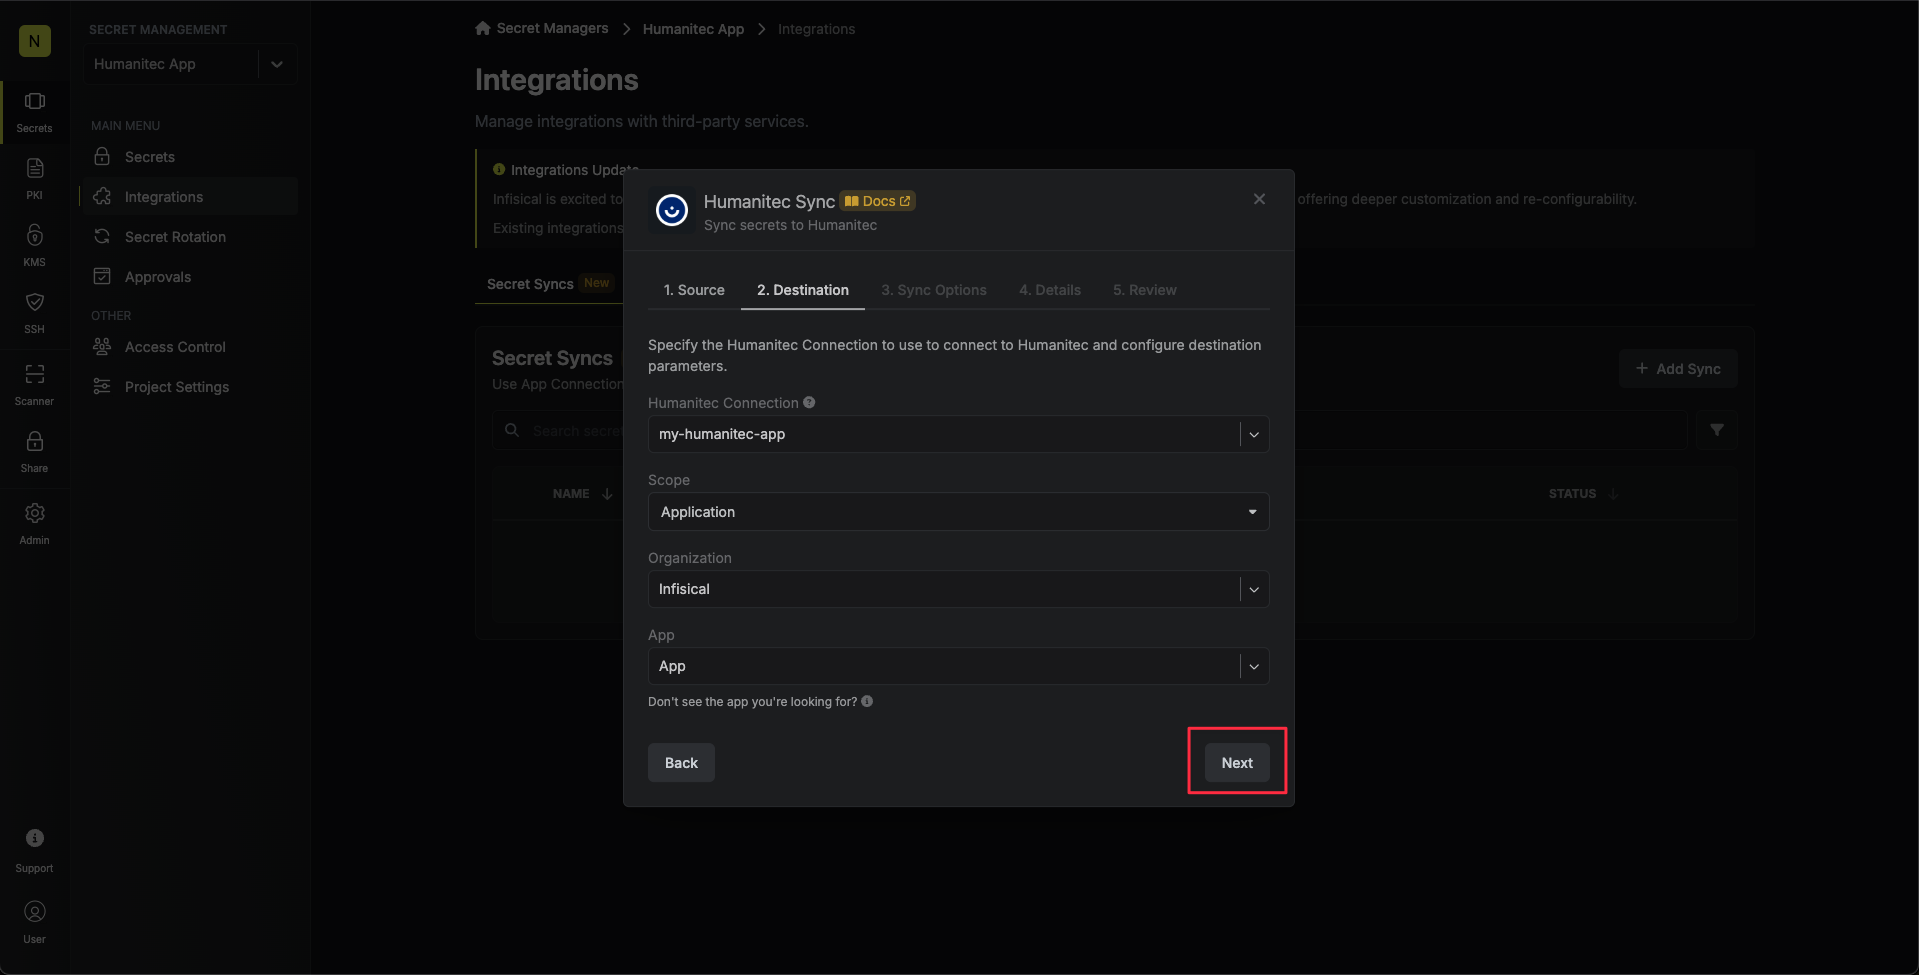 N
Secrets
PKI
KMS
SSH
Scanner
Share
Admin
Support
User
SECRET MANAGEMENT
Humanitec App
MAIN MENU
Secrets
Integrations
Secret Rotation
Approvals
OTHER
Access Control
Project Settings
Secret Managers > Humanitec App > Integrations
Integrations
Manage integrations with third-party services.
Integrations Update
Infisical is excited to
offering deeper customization and re-configurability.
Existing integrations
Secret Syncs New
Secret Syncs
Use App Connection
+ Add Sync
Search secre
NAME
STATUS
Humanitec Sync Docs
Sync secrets to Humanitec
1. Source 2. Destination 3. Sync Options 4. Details 5. Review
Specify the Humanitec Connection to use to connect to Humanitec and configure destination
parameters.
Humanitec Connection
my-humanitec-app
Scope
Application
Organization
Infisical
App
App
Don't see the app you're looking for?
Back
Next